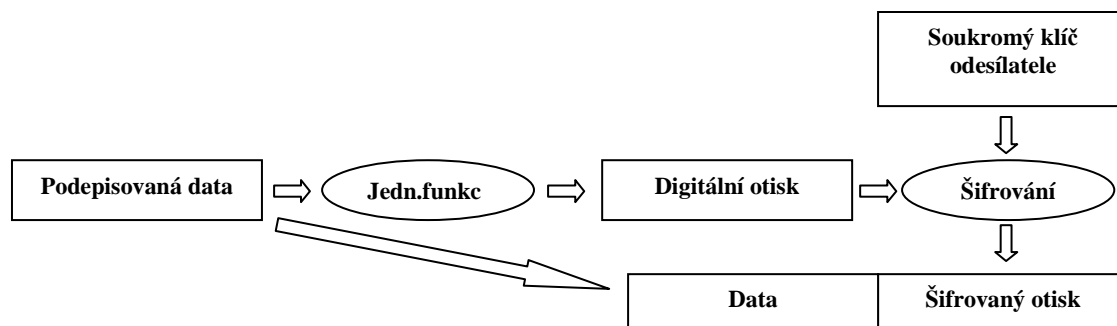 Soukromý klíč
odesílatele
Podepisovaná data
Jedn.funkc
Digitální otisk
Šifrování
Data
Šifrovaný otisk